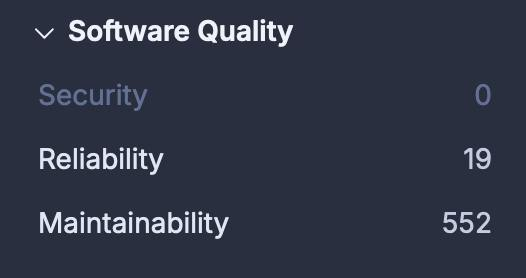 Software Quality
Security 0
Reliability 19
Maintainability 552